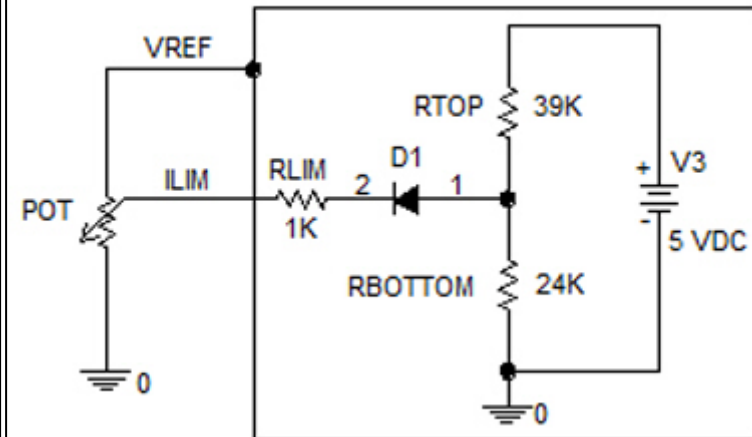 VREF
RTOP 39K
D1
RLIM
ILIM
2
1
+ V3
POT
1K
-
5 VDC
RBOTTOM 24K
0
0